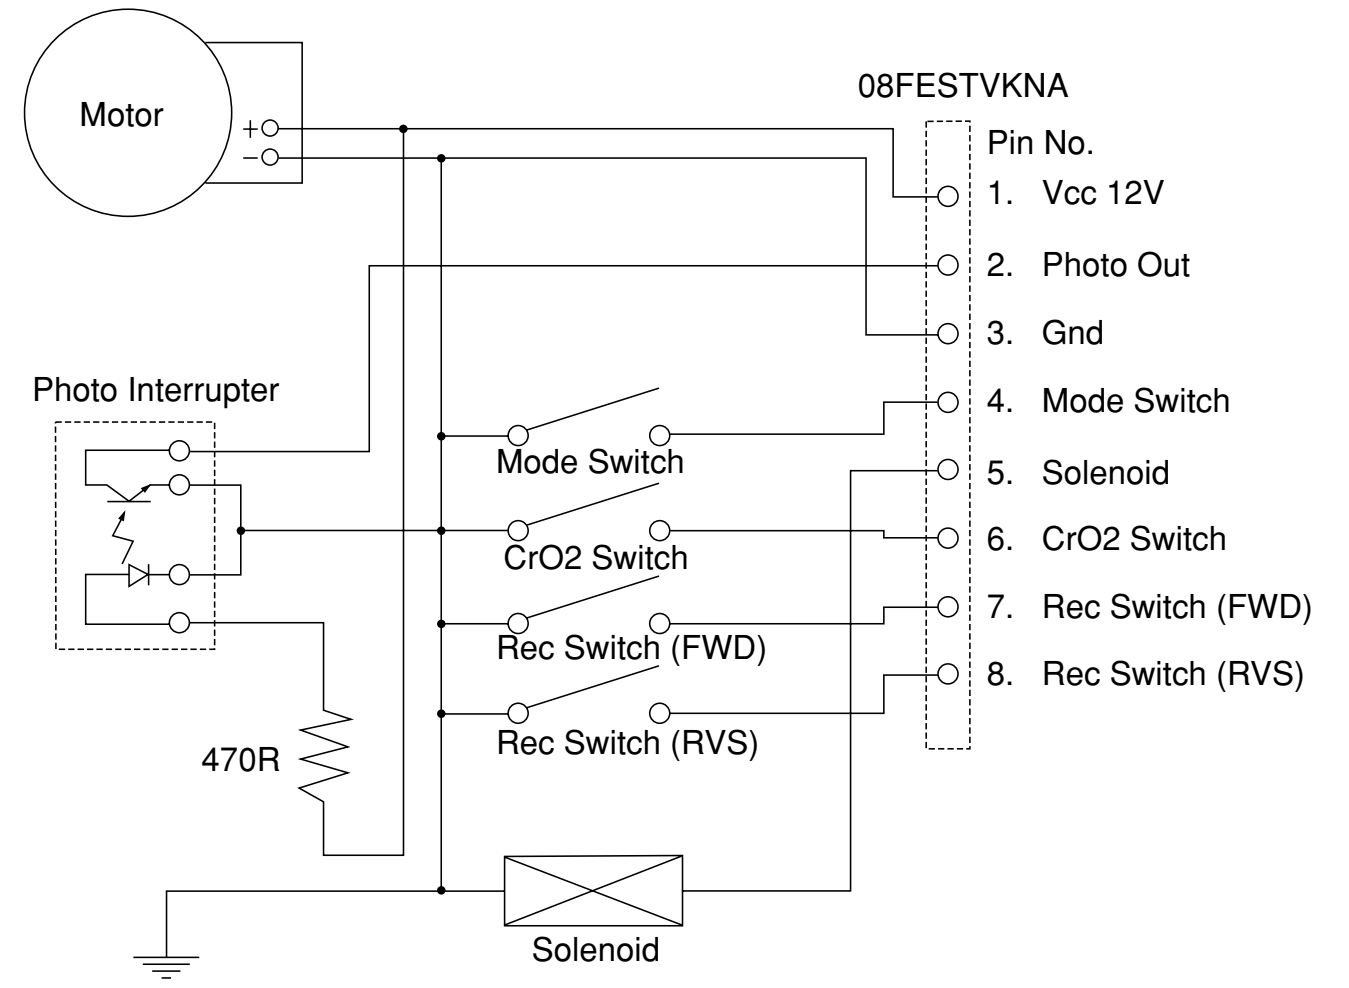 Motor
+
−
08FESTVKNA
Pin No.
1. Vcc 12V
2. Photo Out
3. Gnd
4. Mode Switch
5. Solenoid
6. CrO2 Switch
7. Rec Switch (FWD)
8. Rec Switch (RVS)
Photo Interrupter
Mode Switch
CrO2 Switch
Rec Switch (FWD)
Rec Switch (RVS)
470R
Solenoid